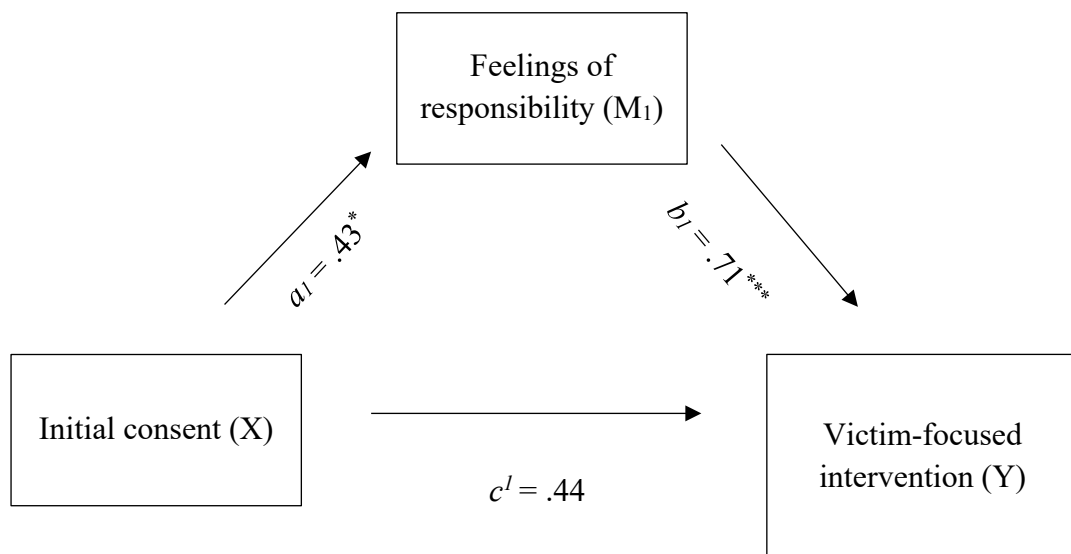 Feelings of
responsibility (M₁)
a₁ = .43*
b₁ = .71***
Initial consent (X)
Victim-focused
intervention (Y)
c¹ = .44